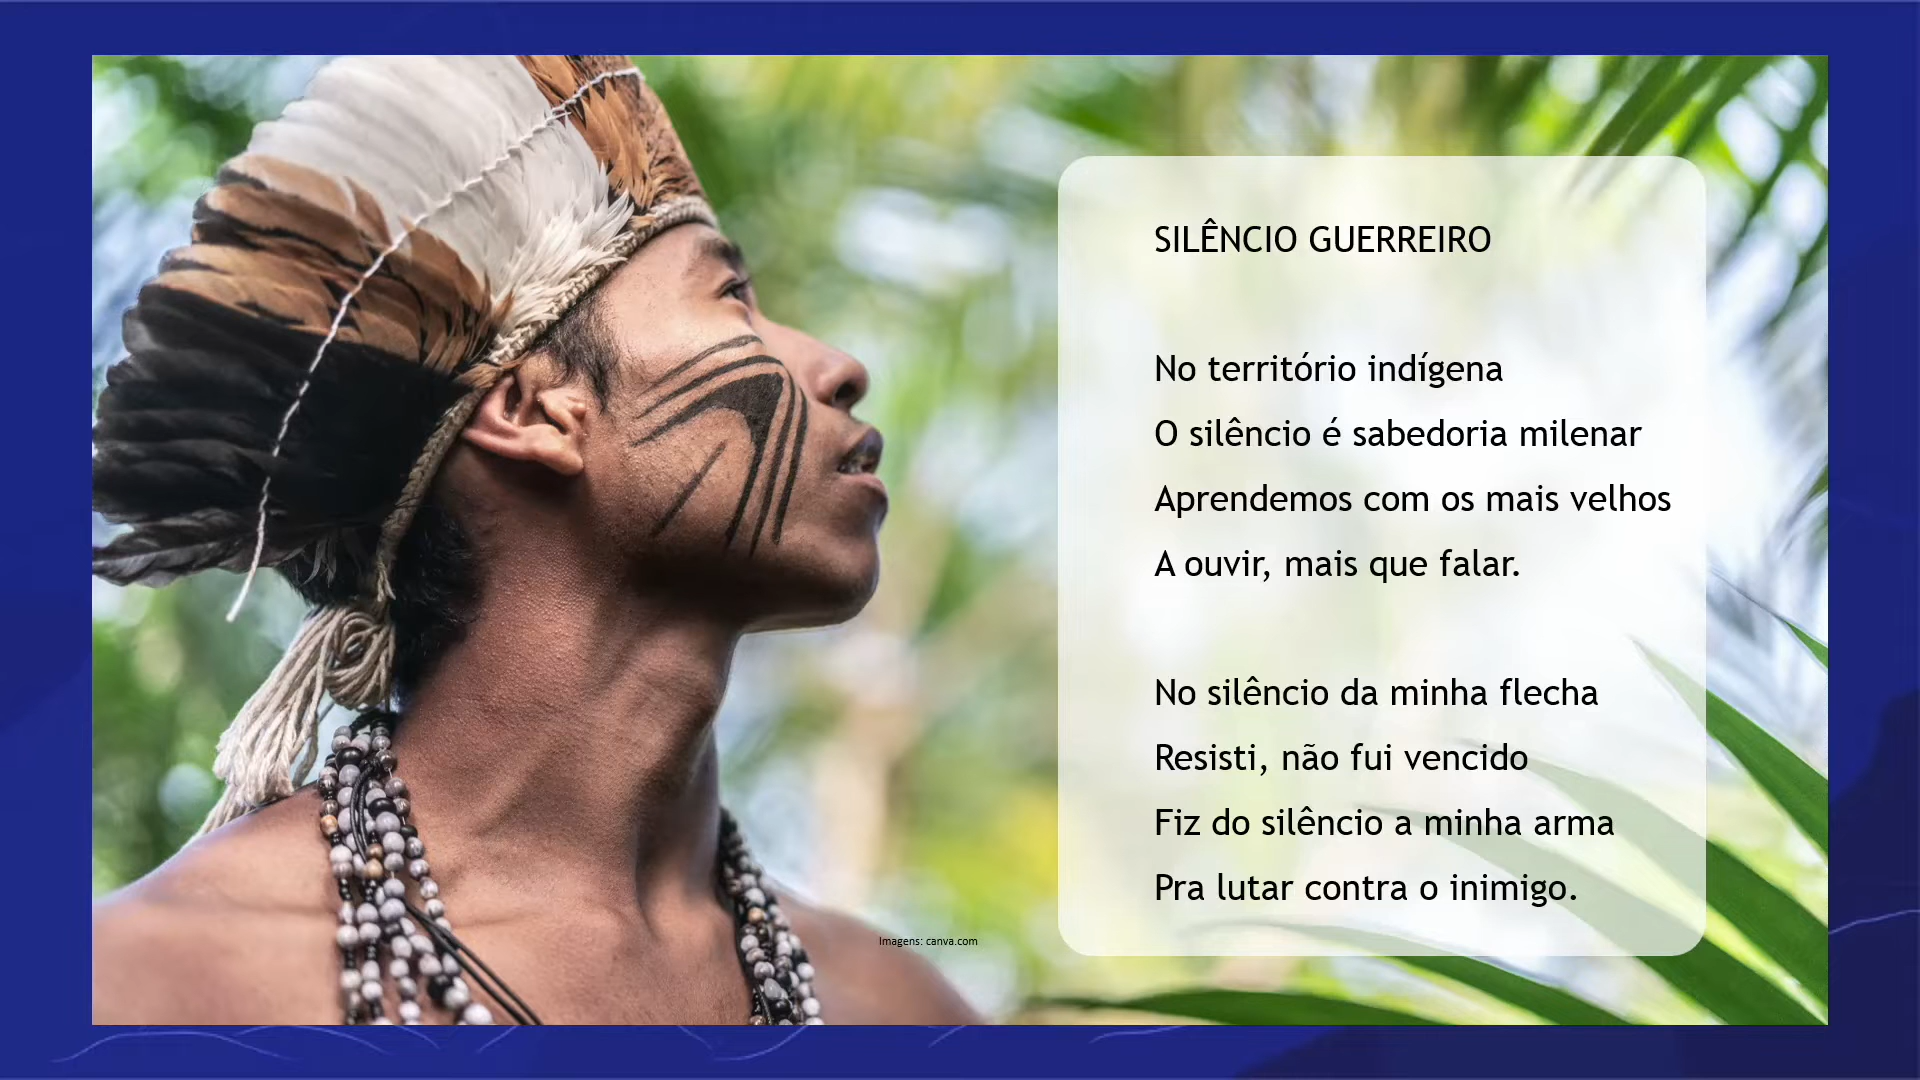 SILÊNCIO GUERREIRO
No território indígena
O silêncio é sabedoria milenar
Aprendemos com os mais velhos
A ouvir, mais que falar.
No silêncio da minha flecha
Resisti, não fui vencido
Fiz do silêncio a minha arma
Pra lutar contra o inimigo.
Imagens: canva.com